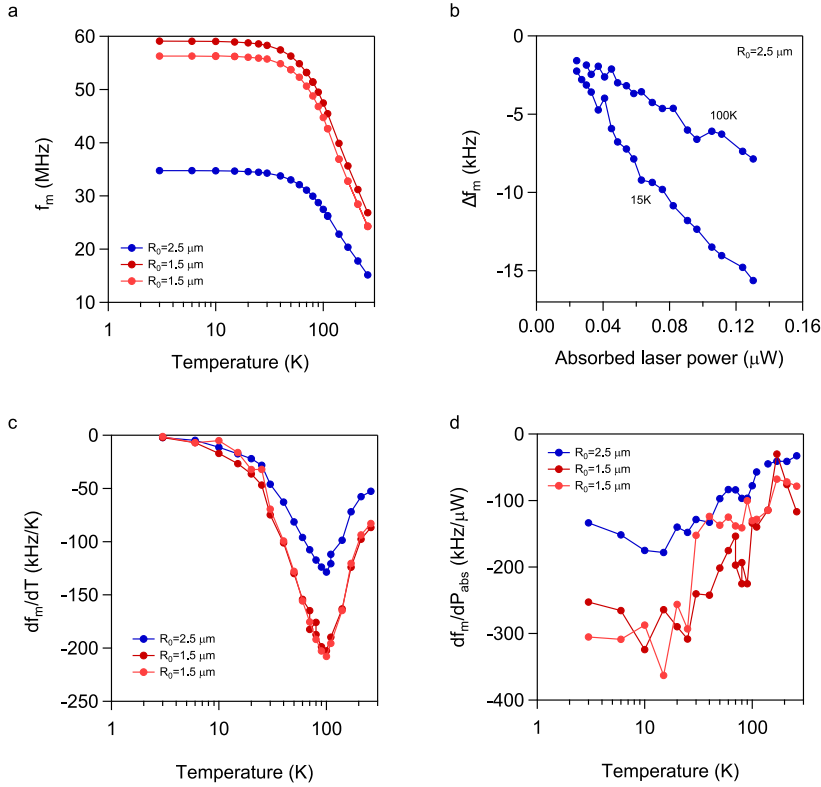 a
60
50
40
30
20
10
f_m (MHz)
R₀=2.5 μm
R₀=1.5 μm
R₀=1.5 μm
1
10
100
Temperature (K)
b
0
-5
-10
-15
Δf_m (kHz)
R₀=2.5 μm
100K
15K
0.00
0.04
0.08
0.12
0.16
Absorbed laser power (μW)
c
0
-50
-100
-150
-200
-250
df_m/dT (kHz/K)
R₀=2.5 μm
R₀=1.5 μm
R₀=1.5 μm
1
10
100
Temperature (K)
d
0
-100
-200
-300
-400
df_m/dP_abs (kHz/μW)
R₀=2.5 μm
R₀=1.5 μm
R₀=1.5 μm
1
10
100
Temperature (K)